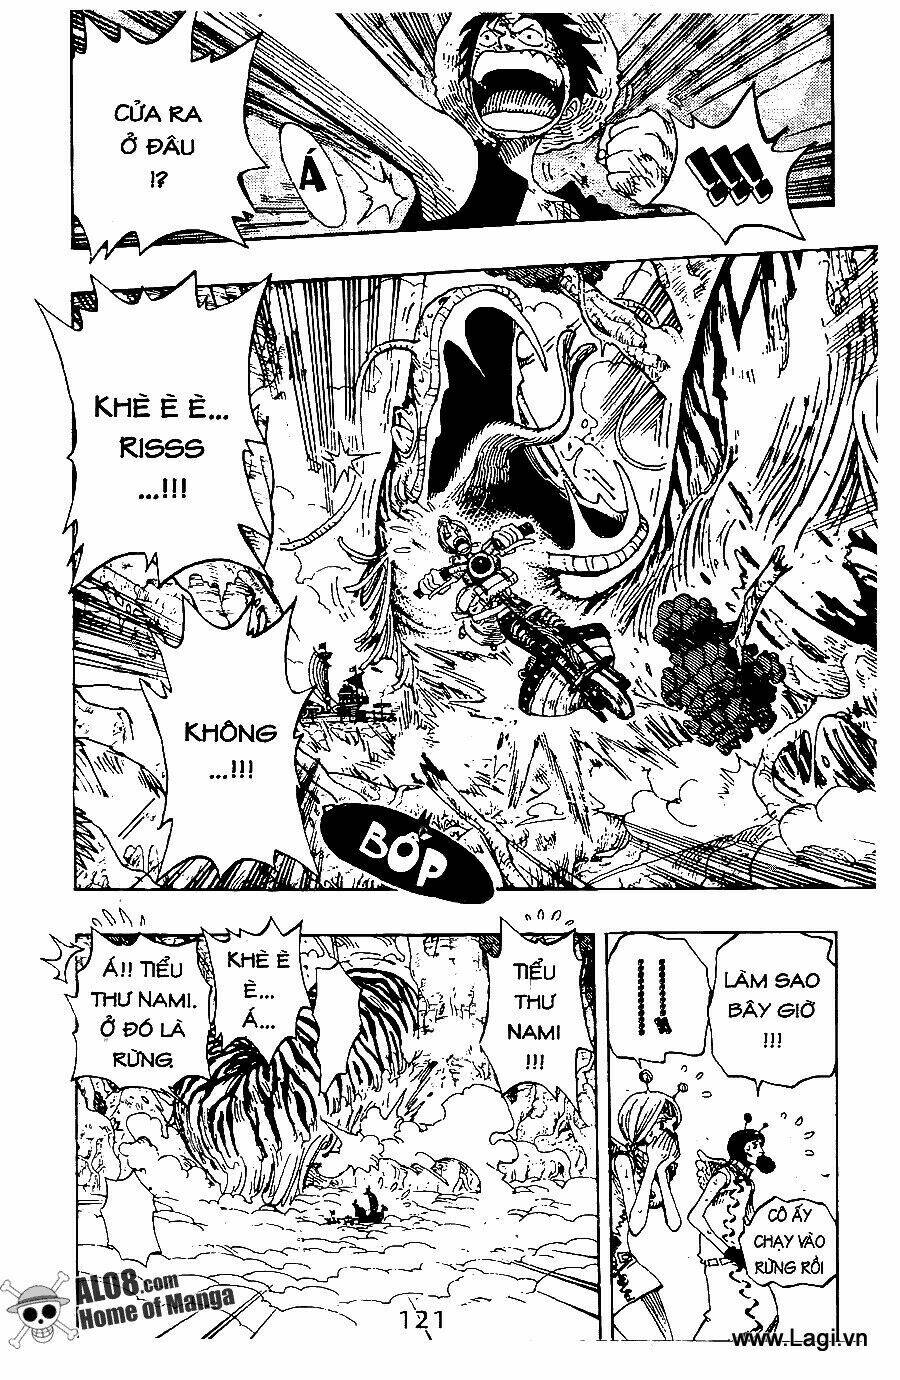 CỬA RA
Ở ĐÂU
!?
Á
!!!
KHÈ È È...
RISSS
...!!!
KHÔNG
...!!!
BỐP
Á!! TIỂU
THƯ NAMI.
Ở ĐÓ LÀ
RỪNG
KHÈ È
È...
Á...
TIỂU
THƯ
NAMI
!!!
!!
LÀM SAO
BÂY GIỜ
!!!
CÔ ẤY
CHẠY VÀO
RỪNG RỒI
ALO8.com
Home of Manga
121
www.Lagi.vn